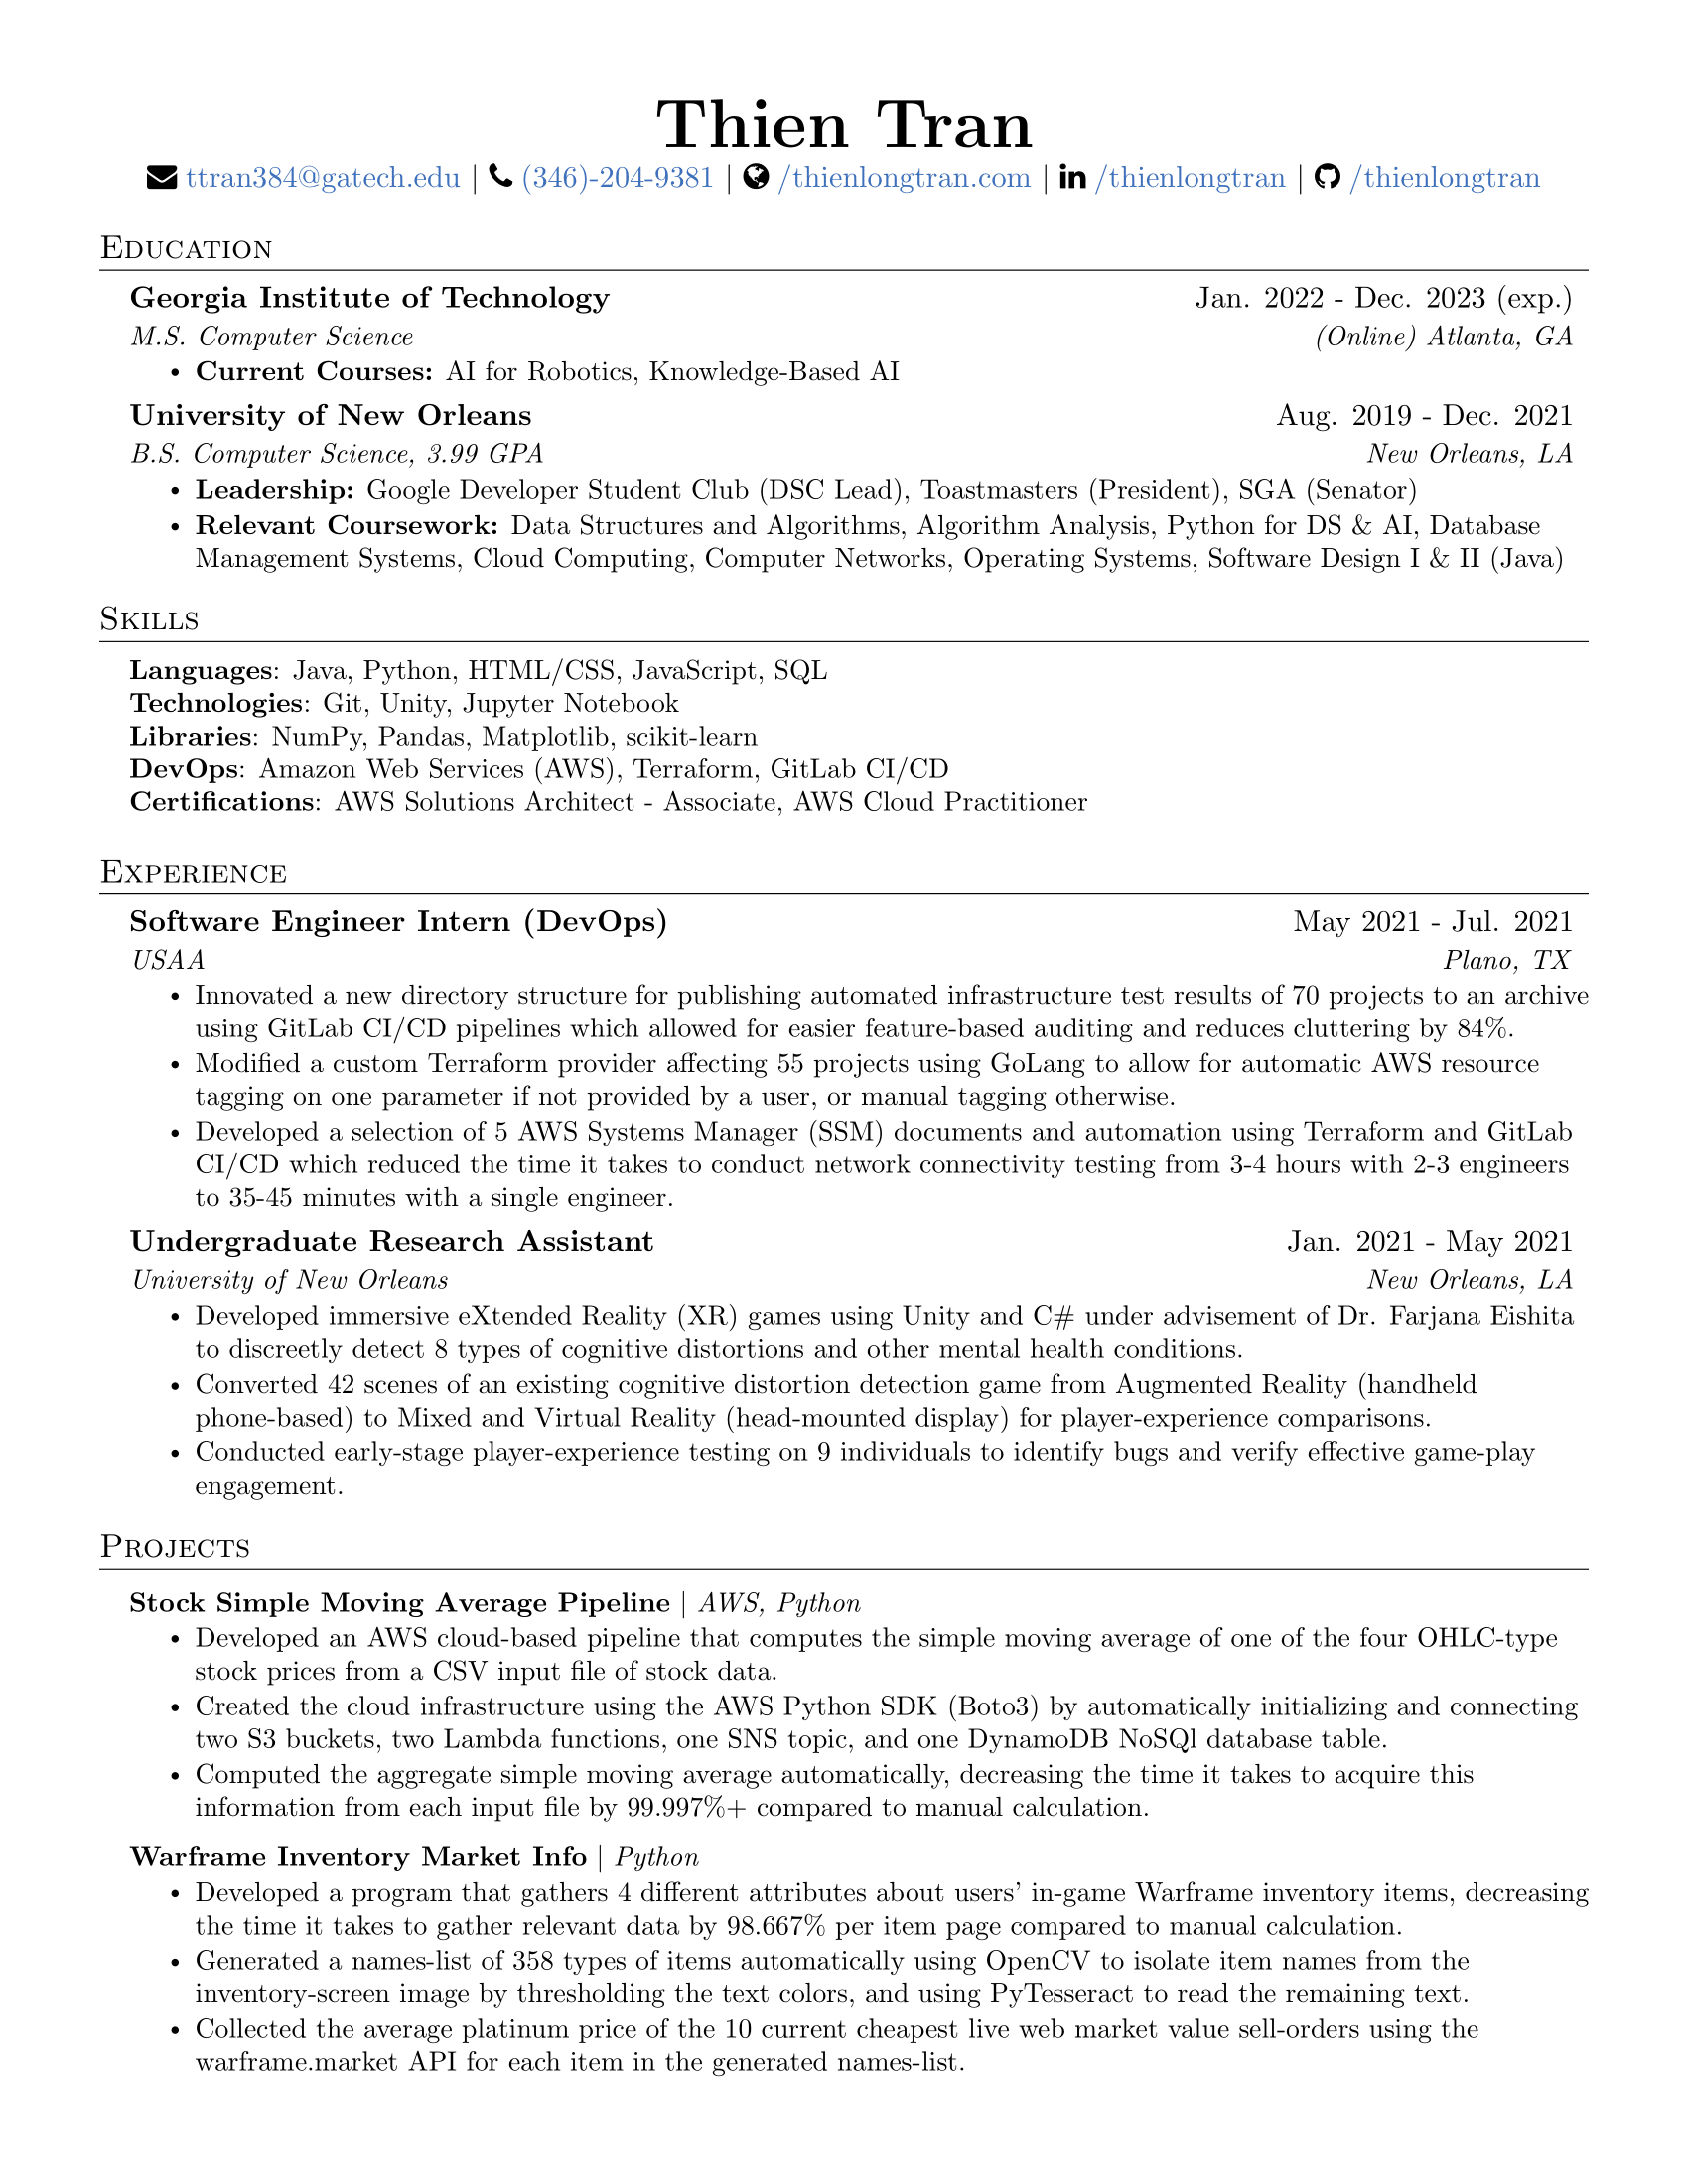 Thien Tran
ttran384@gatech.edu | (346)-204-9381 | /thienlongtran.com | /thienlongtran | /thienlongtran
Education
Georgia Institute of Technology Jan. 2022 - Dec. 2023 (exp.)
M.S. Computer Science (Online) Atlanta, GA
• Current Courses: AI for Robotics, Knowledge-Based AI
University of New Orleans Aug. 2019 - Dec. 2021
B.S. Computer Science, 3.99 GPA New Orleans, LA
• Leadership: Google Developer Student Club (DSC Lead), Toastmasters (President), SGA (Senator)
• Relevant Coursework: Data Structures and Algorithms, Algorithm Analysis, Python for DS & AI, Database
Management Systems, Cloud Computing, Computer Networks, Operating Systems, Software Design I & II (Java)
Skills
Languages: Java, Python, HTML/CSS, JavaScript, SQL
Technologies: Git, Unity, Jupyter Notebook
Libraries: NumPy, Pandas, Matplotlib, scikit-learn
DevOps: Amazon Web Services (AWS), Terraform, GitLab CI/CD
Certifications: AWS Solutions Architect - Associate, AWS Cloud Practitioner
Experience
Software Engineer Intern (DevOps) May 2021 - Jul. 2021
USAA Plano, TX
• Innovated a new directory structure for publishing automated infrastructure test results of 70 projects to an archive
using GitLab CI/CD pipelines which allowed for easier feature-based auditing and reduces cluttering by 84%.
• Modified a custom Terraform provider affecting 55 projects using GoLang to allow for automatic AWS resource
tagging on one parameter if not provided by a user, or manual tagging otherwise.
• Developed a selection of 5 AWS Systems Manager (SSM) documents and automation using Terraform and GitLab
CI/CD which reduced the time it takes to conduct network connectivity testing from 3-4 hours with 2-3 engineers
to 35-45 minutes with a single engineer.
Undergraduate Research Assistant Jan. 2021 - May 2021
University of New Orleans New Orleans, LA
• Developed immersive eXtended Reality (XR) games using Unity and C# under advisement of Dr. Farjana Eishita
to discreetly detect 8 types of cognitive distortions and other mental health conditions.
• Converted 42 scenes of an existing cognitive distortion detection game from Augmented Reality (handheld
phone-based) to Mixed and Virtual Reality (head-mounted display) for player-experience comparisons.
• Conducted early-stage player-experience testing on 9 individuals to identify bugs and verify effective game-play
engagement.
Projects
Stock Simple Moving Average Pipeline | AWS, Python
• Developed an AWS cloud-based pipeline that computes the simple moving average of one of the four OHLC-type
stock prices from a CSV input file of stock data.
• Created the cloud infrastructure using the AWS Python SDK (Boto3) by automatically initializing and connecting
two S3 buckets, two Lambda functions, one SNS topic, and one DynamoDB NoSQl database table.
• Computed the aggregate simple moving average automatically, decreasing the time it takes to acquire this
information from each input file by 99.997%+ compared to manual calculation.
Warframe Inventory Market Info | Python
• Developed a program that gathers 4 different attributes about users' in-game Warframe inventory items, decreasing
the time it takes to gather relevant data by 98.667% per item page compared to manual calculation.
• Generated a names-list of 358 types of items automatically using OpenCV to isolate item names from the
inventory-screen image by thresholding the text colors, and using PyTesseract to read the remaining text.
• Collected the average platinum price of the 10 current cheapest live web market value sell-orders using the
warframe.market API for each item in the generated names-list.